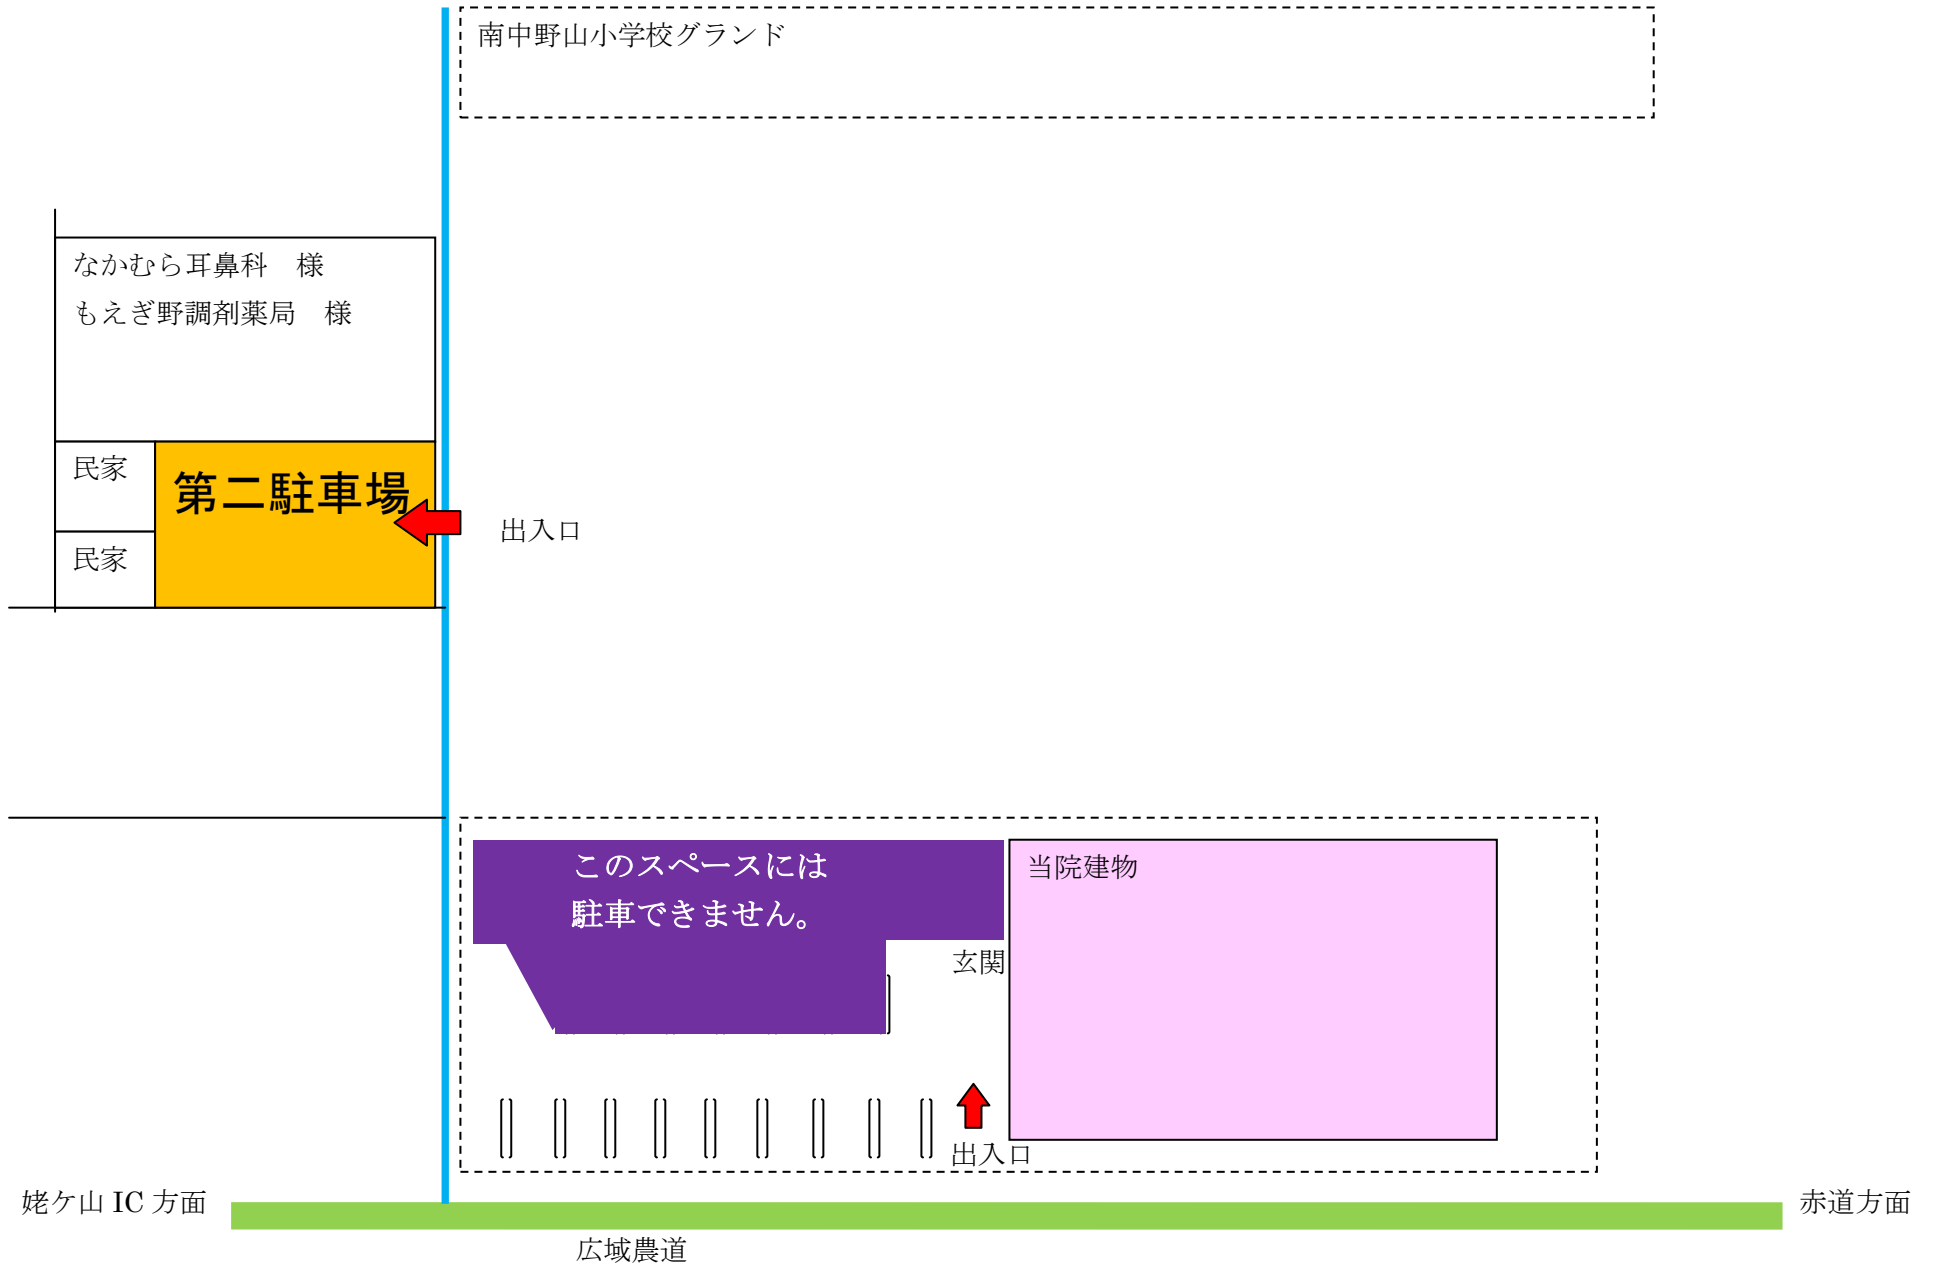 南中野山小学校グランド
なかむら耳鼻科　様
もえぎ野調剤薬局　様
民家
第二駐車場
出入口
民家
このスペースには
駐車できません。
当院建物
玄関
出入口
姥ケ山 IC 方面
赤道方面
広域農道